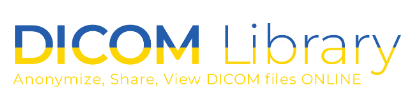 DICOM Library
Anonymize, Share, View DICOM files ONLINE